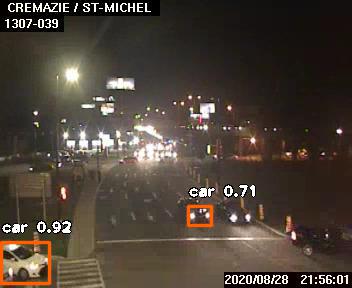 CREMAZIE / ST-MICHEL
1307-039
car 0.71
car 0.92
2020/08/28 21:56:01